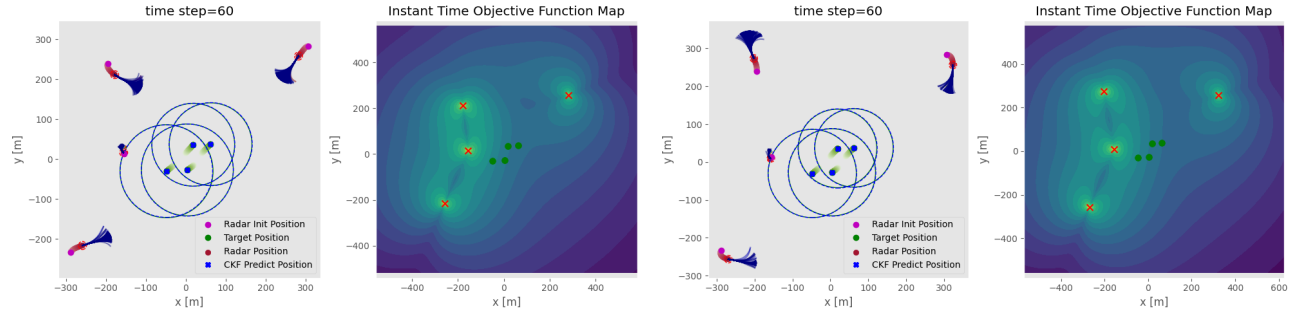 time step=60
y [m]
300
200
100
0
−100
−200
−300
−200
−100
0
100
200
300
x [m]
Radar Init Position
Target Position
Radar Position
CKF Predict Position
Instant Time Objective Function Map
y [m]
400
200
0
−200
−400
−400
−200
0
200
400
x [m]
time step=60
y [m]
300
200
100
0
−100
−200
−300
−300
−200
−100
0
100
200
300
x [m]
Radar Init Position
Target Position
Radar Position
CKF Predict Position
Instant Time Objective Function Map
y [m]
400
200
0
−200
−400
−400
−200
0
200
400
600
x [m]